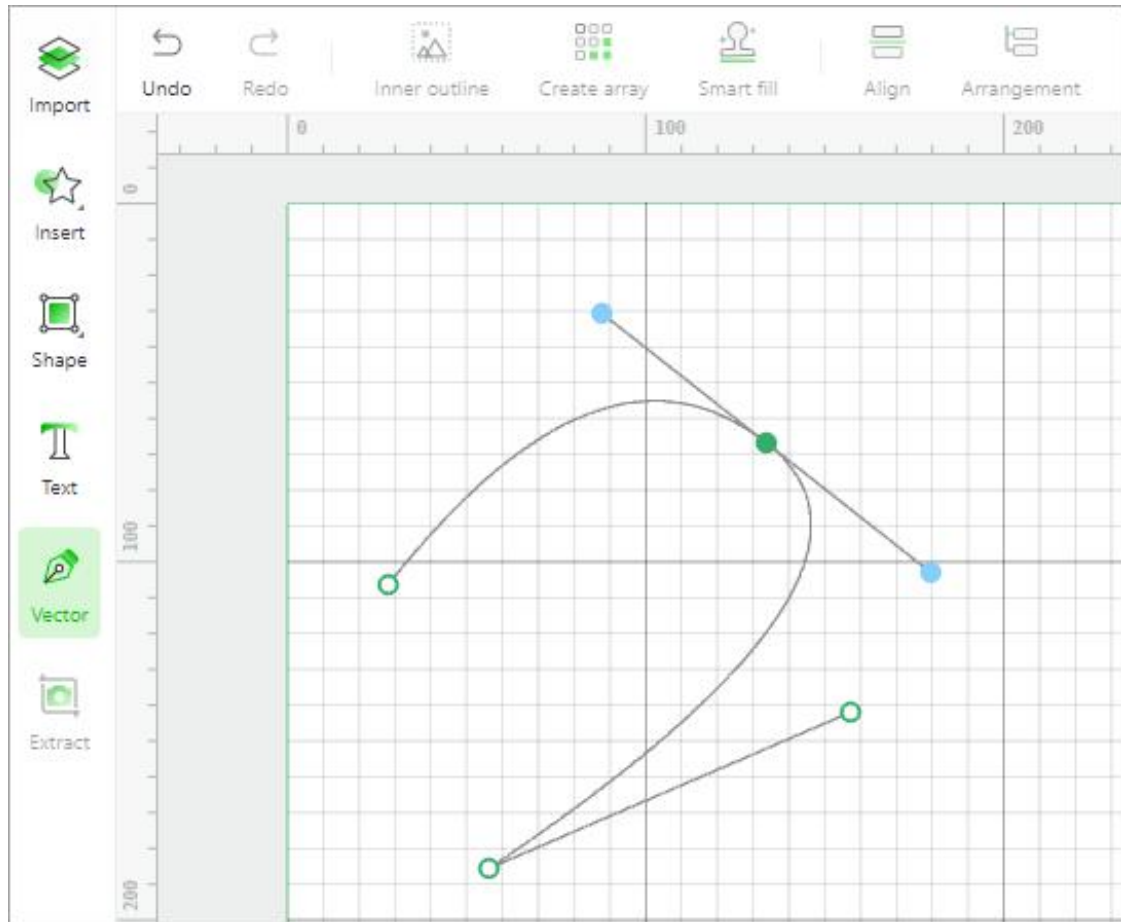 Import
Undo
Redo
Inner outline
Create array
Smart fill
Align
Arrangement
0
100
200
0
Insert
Shape
Text
100
Vector
Extract
200